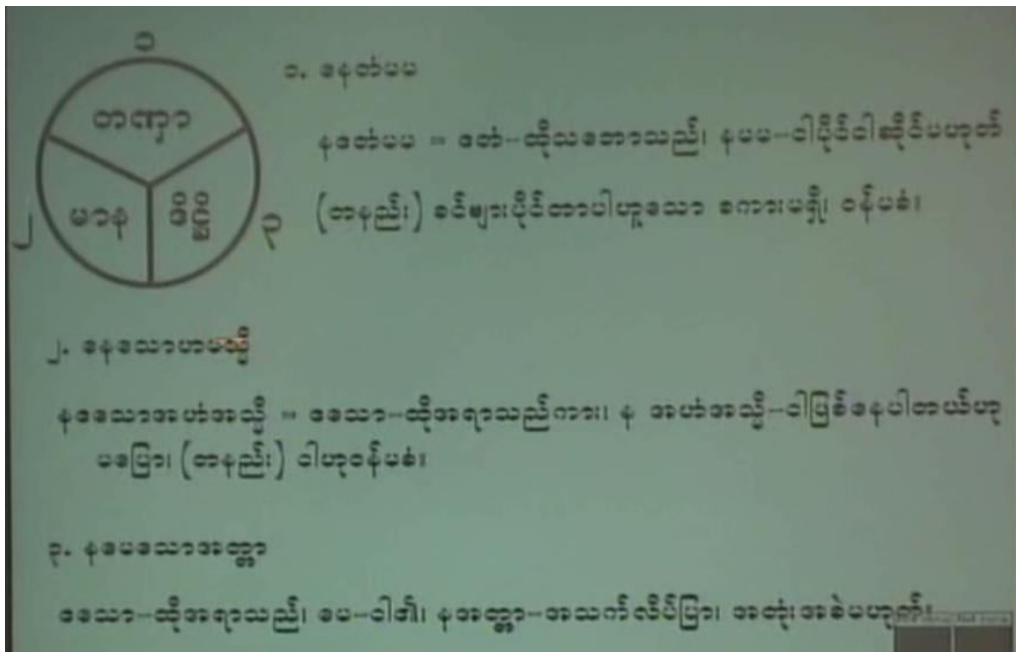 ၁
တဏှာ
မာန
ဒိဋ္ဌိ
၂
၃
၁. နေတံမမ
နဧတံမမ = ဧတံ-ထိုသဘောသည်၊ နမမ-ငါပိုင်ငါဆိုင်မဟုတ်
(တနည်း) ခင်ဗျားပိုင်တာပါဟူသော စကားမရှိ၊ ဝန်မခံ။
၂. နေသောဟမသ္မိ
နဧသောအဟံအသ္မိ = ဧသော-ထိုအရာသည်ကား၊ န အဟံအသ္မိ-ငါဖြစ်နေပါတယ်ဟု
မပြော၊ (တနည်း) ငါဟုဝန်မခံ။
၃. နမေသောအတ္တာ
ဧသော-ထိုအရာသည်၊ မေ-ငါ၏၊ နအတ္တာ-အသက်လိပ်ပြာ၊ အတုံးအခဲမဟုတ်။